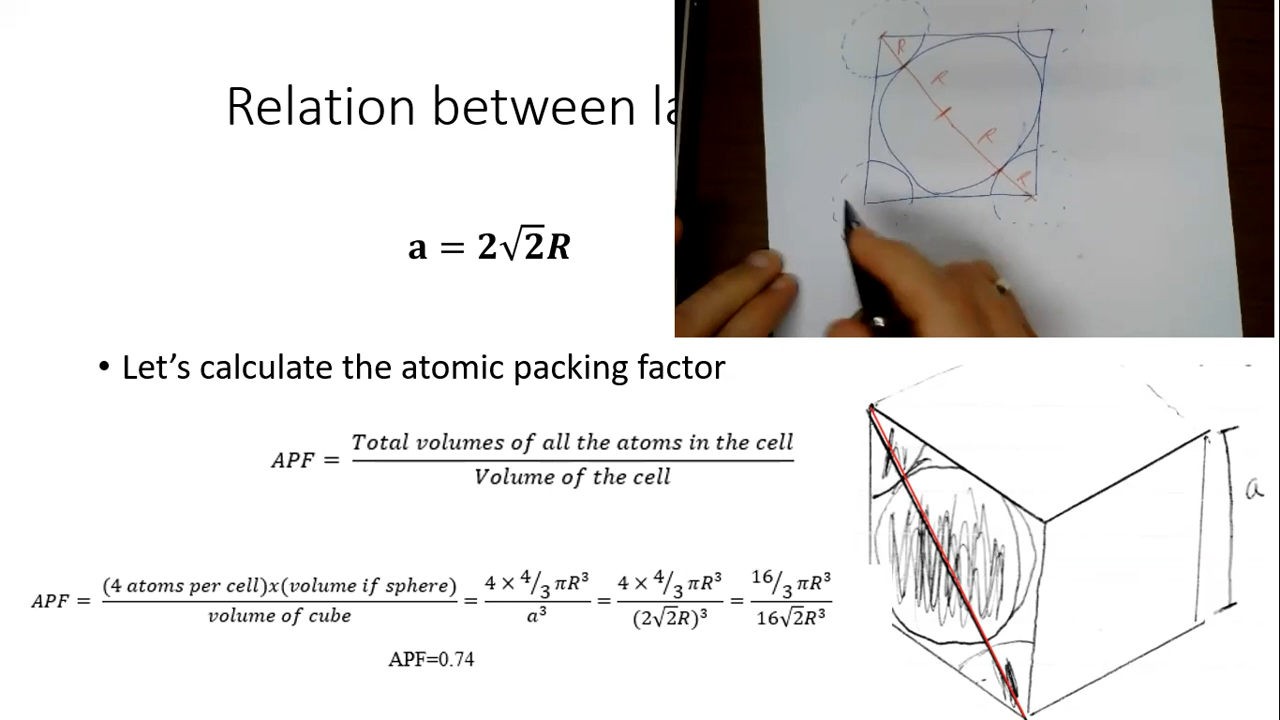 Relation between la
a = 2√2R
• Let's calculate the atomic packing factor
APF = Total volumes of all the atoms in the cell / Volume of the cell
APF = (4 atoms per cell)x(volume if sphere) / volume of cube = 4 × 4/3 πR³ / a³ = 4 × 4/3 πR³ / (2√2R)³ = 16/3 πR³ / 16√2R³
APF=0.74
R
R
R
R
a